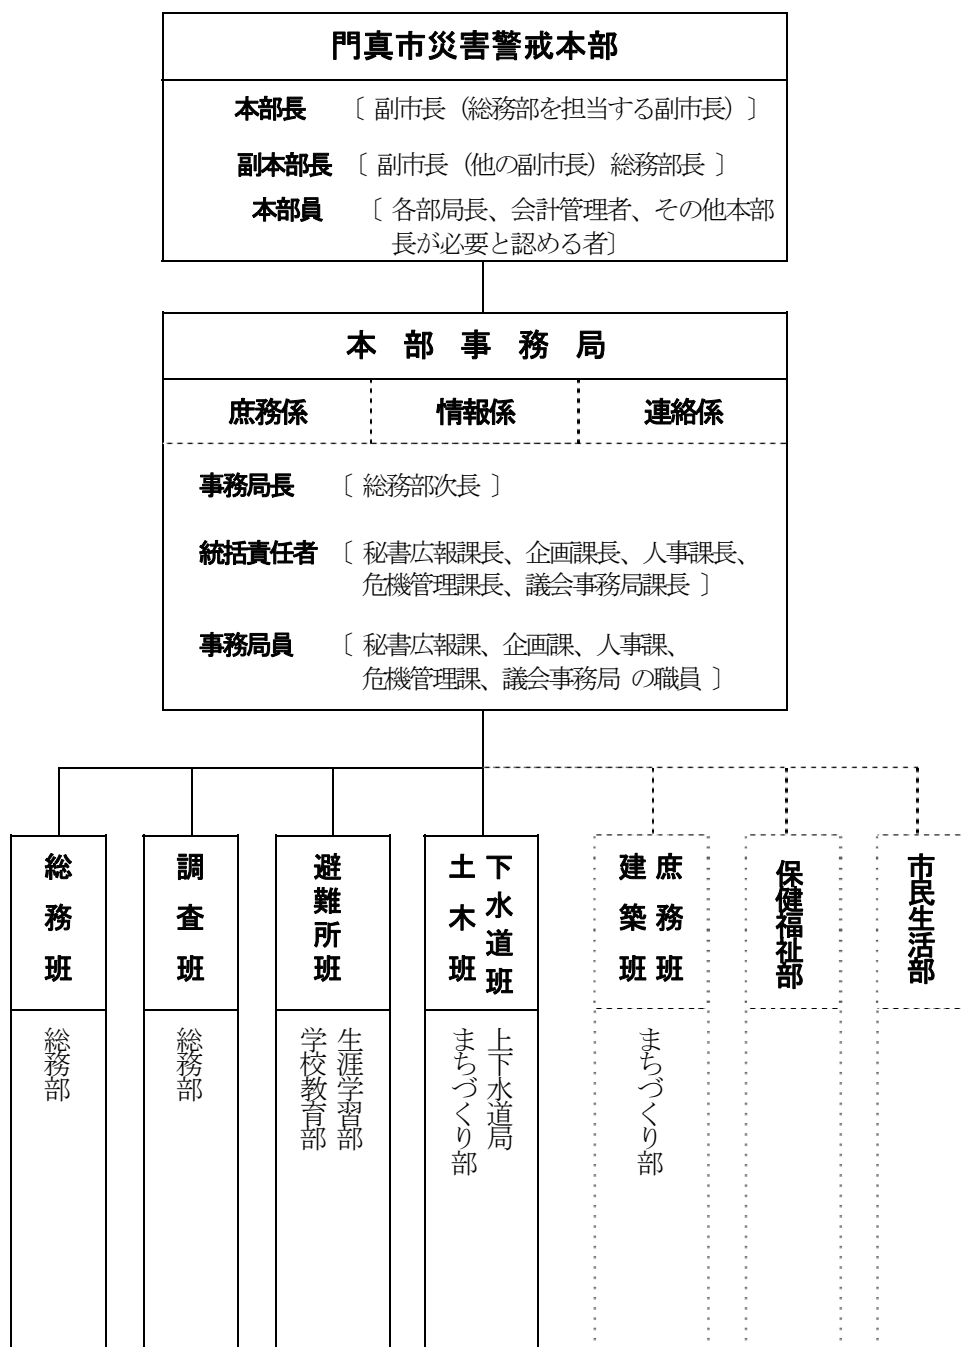 門真市災害警戒本部
本部長 〔 副市長（総務部を担当する副市長）〕
副本部長 〔 副市長（他の副市長）総務部長 〕
本部員 〔 各部局長、会計管理者、その他本部
長が必要と認める者〕
本部事務局
庶務係 情報係 連絡係
事務局長 〔 総務部次長 〕
統括責任者 〔 秘書広報課長、企画課長、人事課長、
危機管理課長、議会事務局課長 〕
事務局員 〔 秘書広報課、企画課、人事課、
危機管理課、議会事務局 の職員 〕
総務班
総務部
調査班
総務部
避難所班
生涯学習部
学校教育部
下水道班
土木班
上下水道局
まちづくり部
庶務班
建築班
まちづくり部
保健福祉部
市民生活部